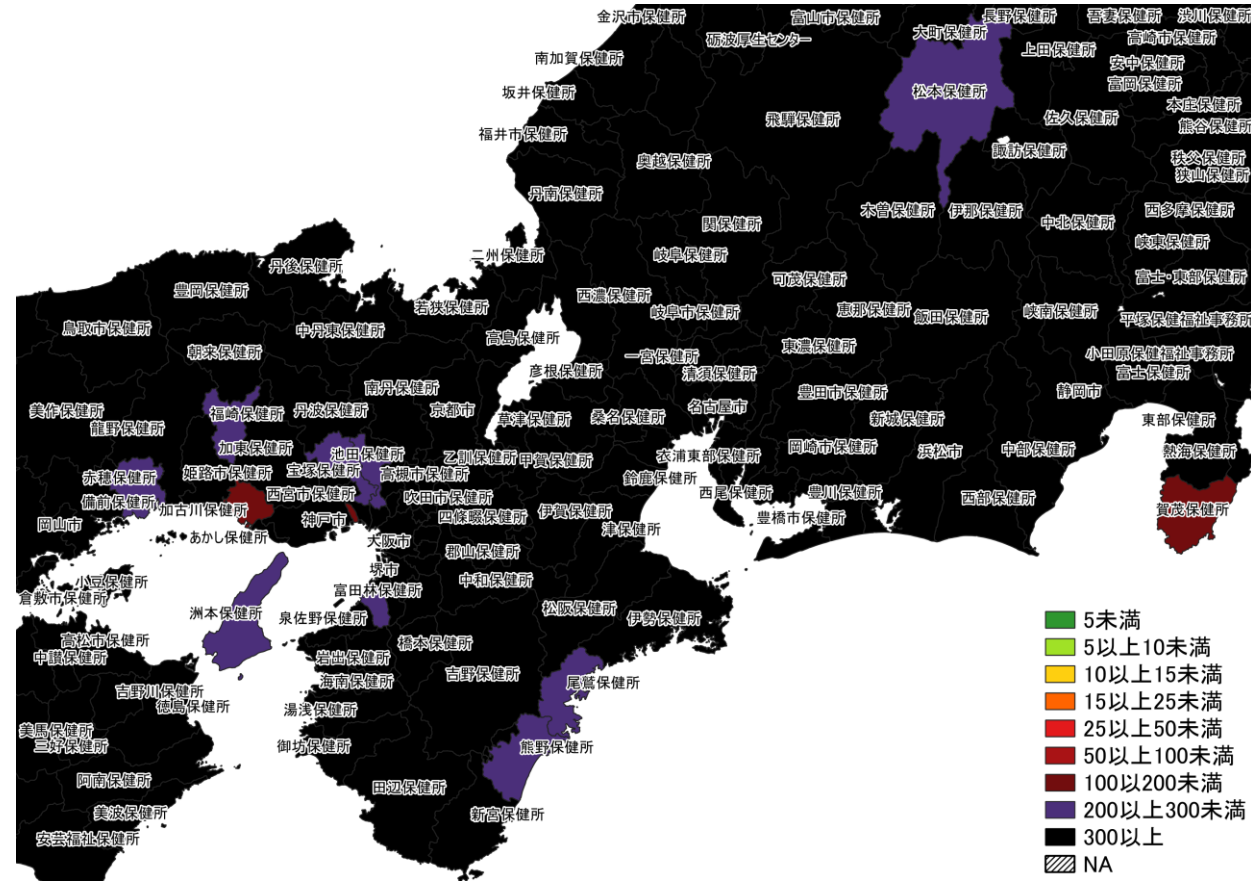 金沢市保健所
富山市保健所
長野保健所
吾妻保健所
渋川保健所
砺波厚生センター
大町保健所
上田保健所
高崎市保健所
南加賀保健所
安中保健所
富岡保健所
坂井保健所
松本保健所
本庄保健所
飛騨保健所
佐久保健所
熊谷保健所
福井市保健所
諏訪保健所
奥越保健所
秩父保健所
狭山保健所
丹南保健所
木曽保健所
伊那保健所
中北保健所
西多摩保健所
関保健所
峡東保健所
二州保健所
岐阜保健所
丹後保健所
可茂保健所
富士・東部保健所
豊岡保健所
西濃保健所
若狭保健所
岐阜市保健所
恵那保健所
飯田保健所
峡南保健所
平塚保健福祉事務所
鳥取市保健所
中丹東保健所
高島保健所
東濃保健所
朝来保健所
一宮保健所
小田原保健福祉事務所
彦根保健所
清須保健所
富士保健所
南丹保健所
豊田市保健所
静岡市
美作保健所
福崎保健所
丹波保健所
京都市
草津保健所
桑名保健所
名古屋市
新城保健所
東部保健所
龍野保健所
加東保健所
池田保健所
乙訓保健所
甲賀保健所
衣浦東部保健所
岡崎市保健所
浜松市
中部保健所
熱海保健所
赤穂保健所
姫路市保健所
宝塚保健所
高槻市保健所
鈴鹿保健所
備前保健所
西宮市保健所
吹田市保健所
西尾保健所
豊川保健所
西部保健所
加古川保健所
神戸市
四條畷保健所
伊賀保健所
豊橋市保健所
賀茂保健所
岡山市
あかし保健所
大阪市
津保健所
郡山保健所
堺市
小豆保健所
中和保健所
倉敷市保健所
富田林保健所
洲本保健所
泉佐野保健所
松阪保健所
伊勢保健所
高松市保健所
橋本保健所
中讃保健所
岩出保健所
吉野保健所
海南保健所
尾鷲保健所
吉野川保健所
徳島保健所
湯浅保健所
美馬保健所
三好保健所
御坊保健所
熊野保健所
阿南保健所
田辺保健所
美波保健所
新宮保健所
安芸福祉保健所
5未満
5以上10未満
10以上15未満
15以上25未満
25以上50未満
50以上100未満
100以200未満
200以上300未満
300以上
NA